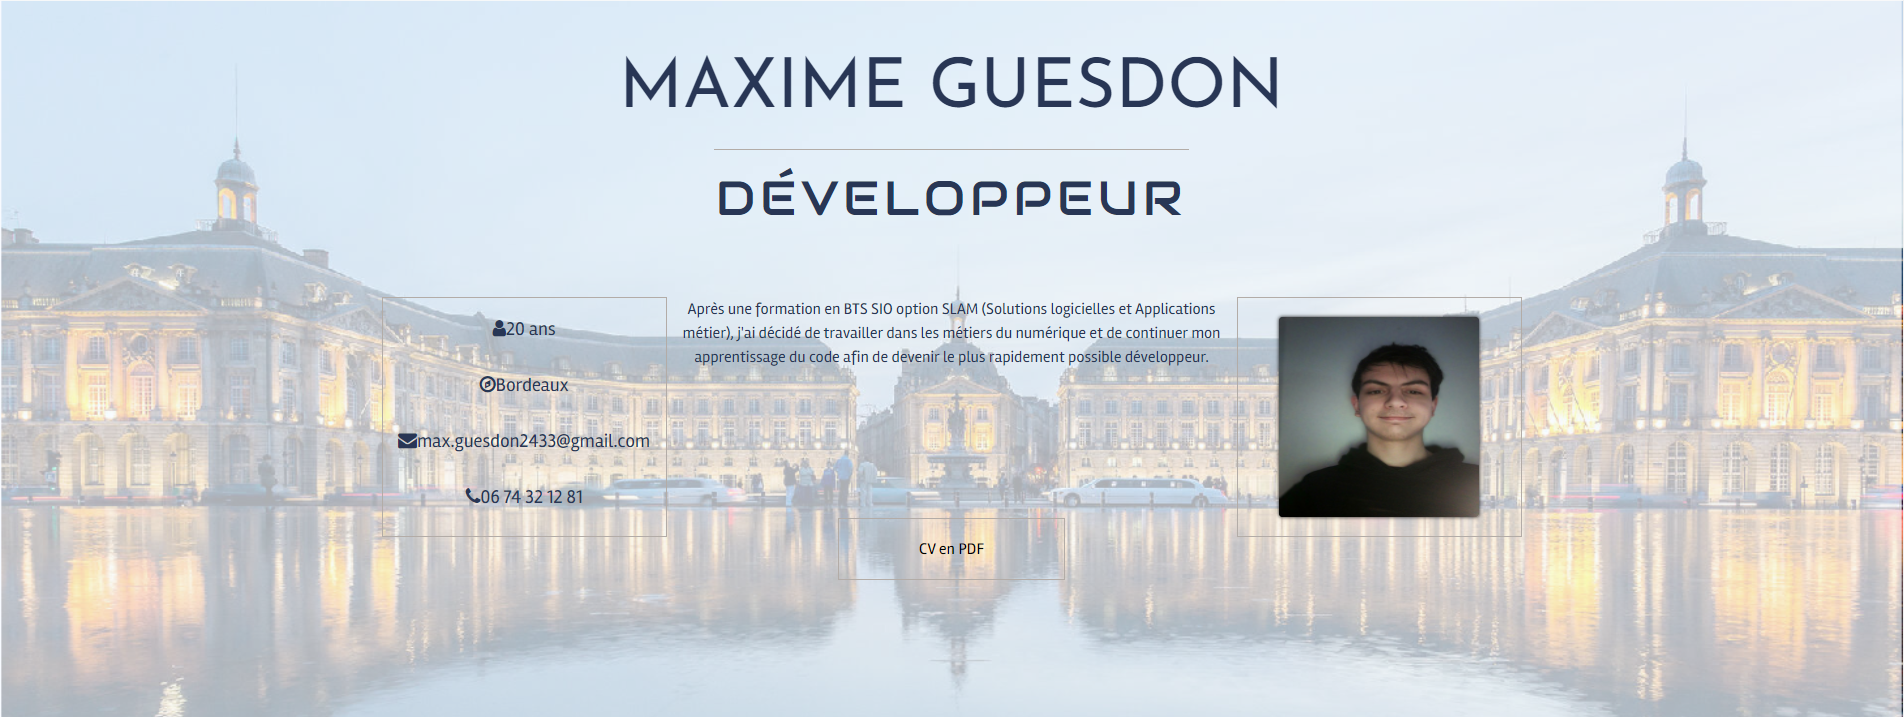 MAXIME GUESDON
DÉVELOPPEUR
20 ans
Bordeaux
max.guesdon2433@gmail.com
06 74 32 12 81
Après une formation en BTS SIO option SLAM (Solutions logicielles et Applications
métier), j'ai décidé de travailler dans les métiers du numérique et de continuer mon
apprentissage du code afin de devenir le plus rapidement possible développeur.
CV en PDF